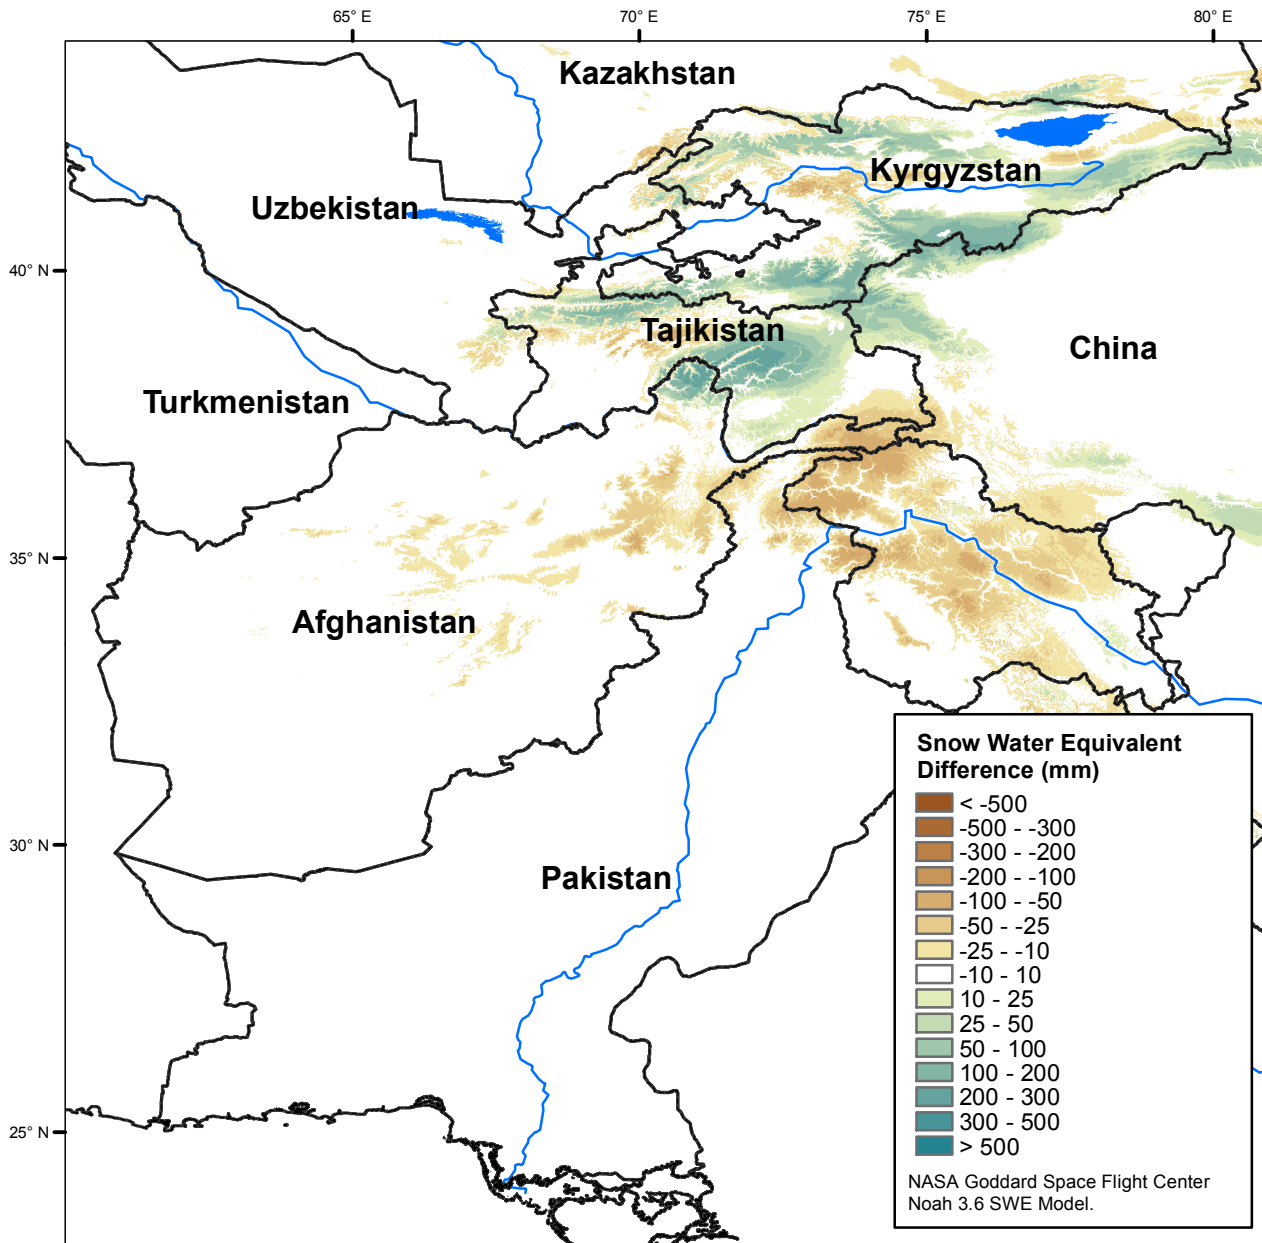 65° E
70° E
75° E
80° E
Kazakhstan
Kyrgyzstan
Uzbekistan
40° N
Tajikistan
China
Turkmenistan
35° N
Afghanistan
30° N
Pakistan
25° N
Snow Water Equivalent
Difference (mm)
< -500
-500 - -300
-300 - -200
-200 - -100
-100 - -50
-50 - -25
-25 - -10
-10 - 10
10 - 25
25 - 50
50 - 100
100 - 200
200 - 300
300 - 500
> 500
NASA Goddard Space Flight Center
Noah 3.6 SWE Model.